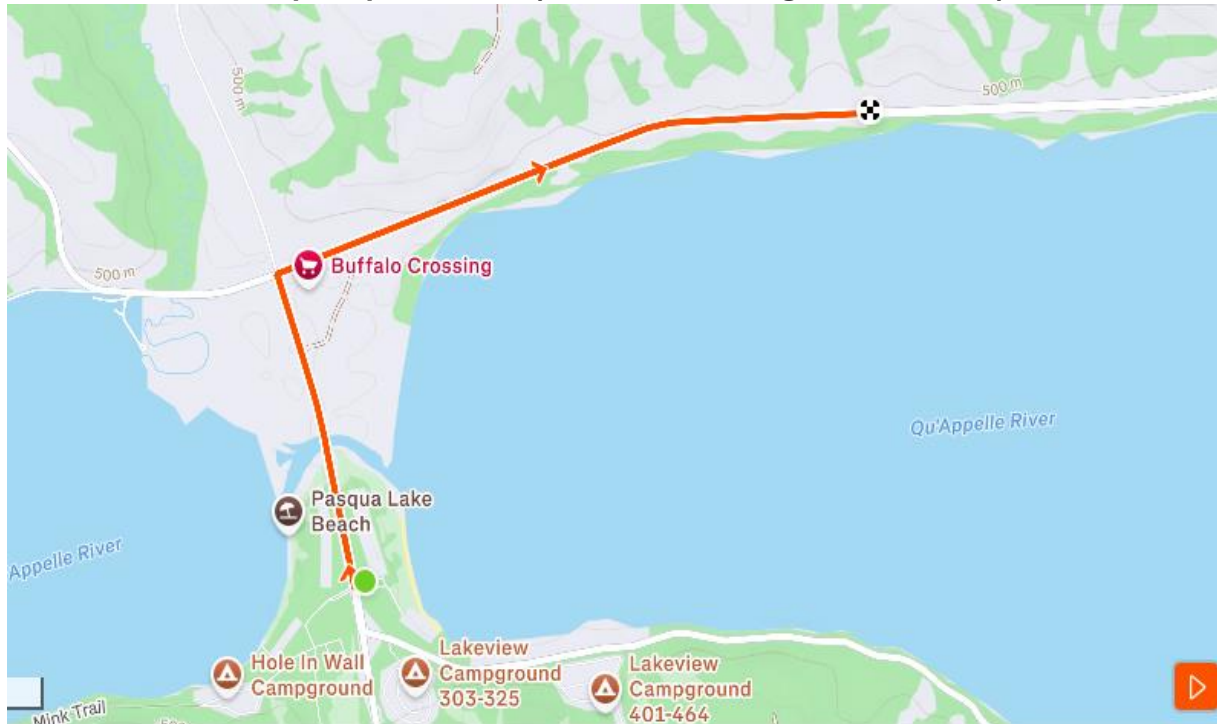 500 m
500 m
500 m
Buffalo Crossing
Qu'Appelle River
Pasqua Lake
Beach
Appelle River
Hole In Wall
Campground
Lakeview
Campground
303-325
Lakeview
Campground
401-464
Mink Trail